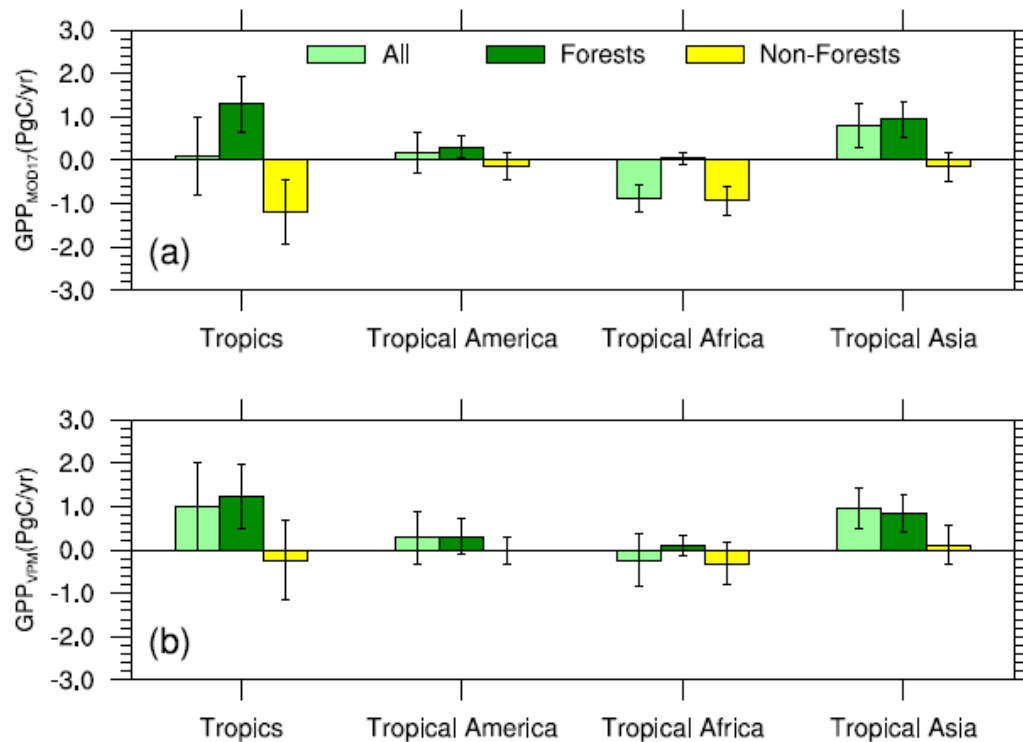 3.0
All Forests Non-Forests
2.0
1.0
0.0
-1.0
-2.0
-3.0
GPP_MOD17(PgC/yr)
(a)
Tropics Tropical America Tropical Africa Tropical Asia
3.0
2.0
1.0
0.0
-1.0
-2.0
-3.0
GPP_VPM(PgC/yr)
(b)
Tropics Tropical America Tropical Africa Tropical Asia